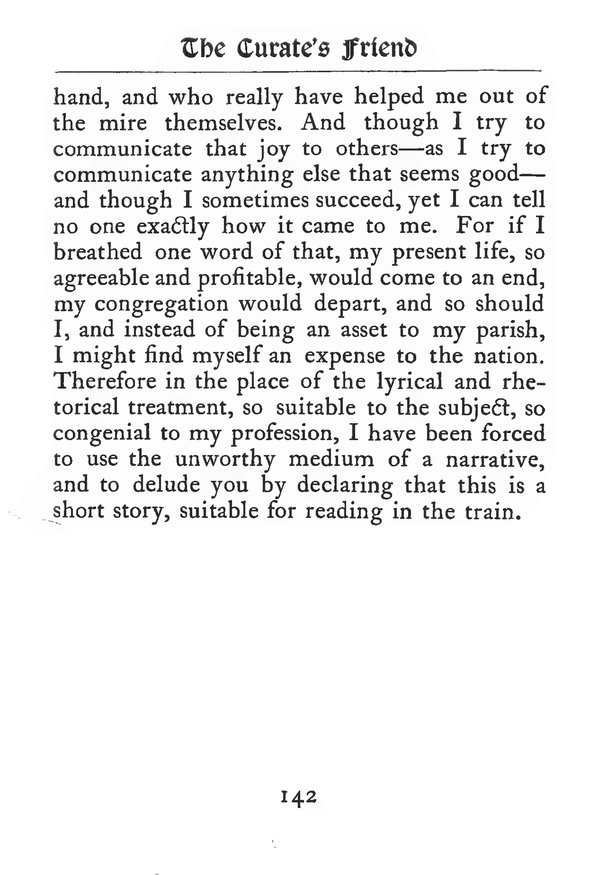 The Curate's Friend
hand, and who really have helped me out of
the mire themselves. And though I try to
communicate that joy to others—as I try to
communicate anything else that seems good—
and though I sometimes succeed, yet I can tell
no one exactly how it came to me. For if I
breathed one word of that, my present life, so
agreeable and profitable, would come to an end,
my congregation would depart, and so should
I, and instead of being an asset to my parish,
I might find myself an expense to the nation.
Therefore in the place of the lyrical and rhe-
torical treatment, so suitable to the subject, so
congenial to my profession, I have been forced
to use the unworthy medium of a narrative,
and to delude you by declaring that this is a
short story, suitable for reading in the train.
142